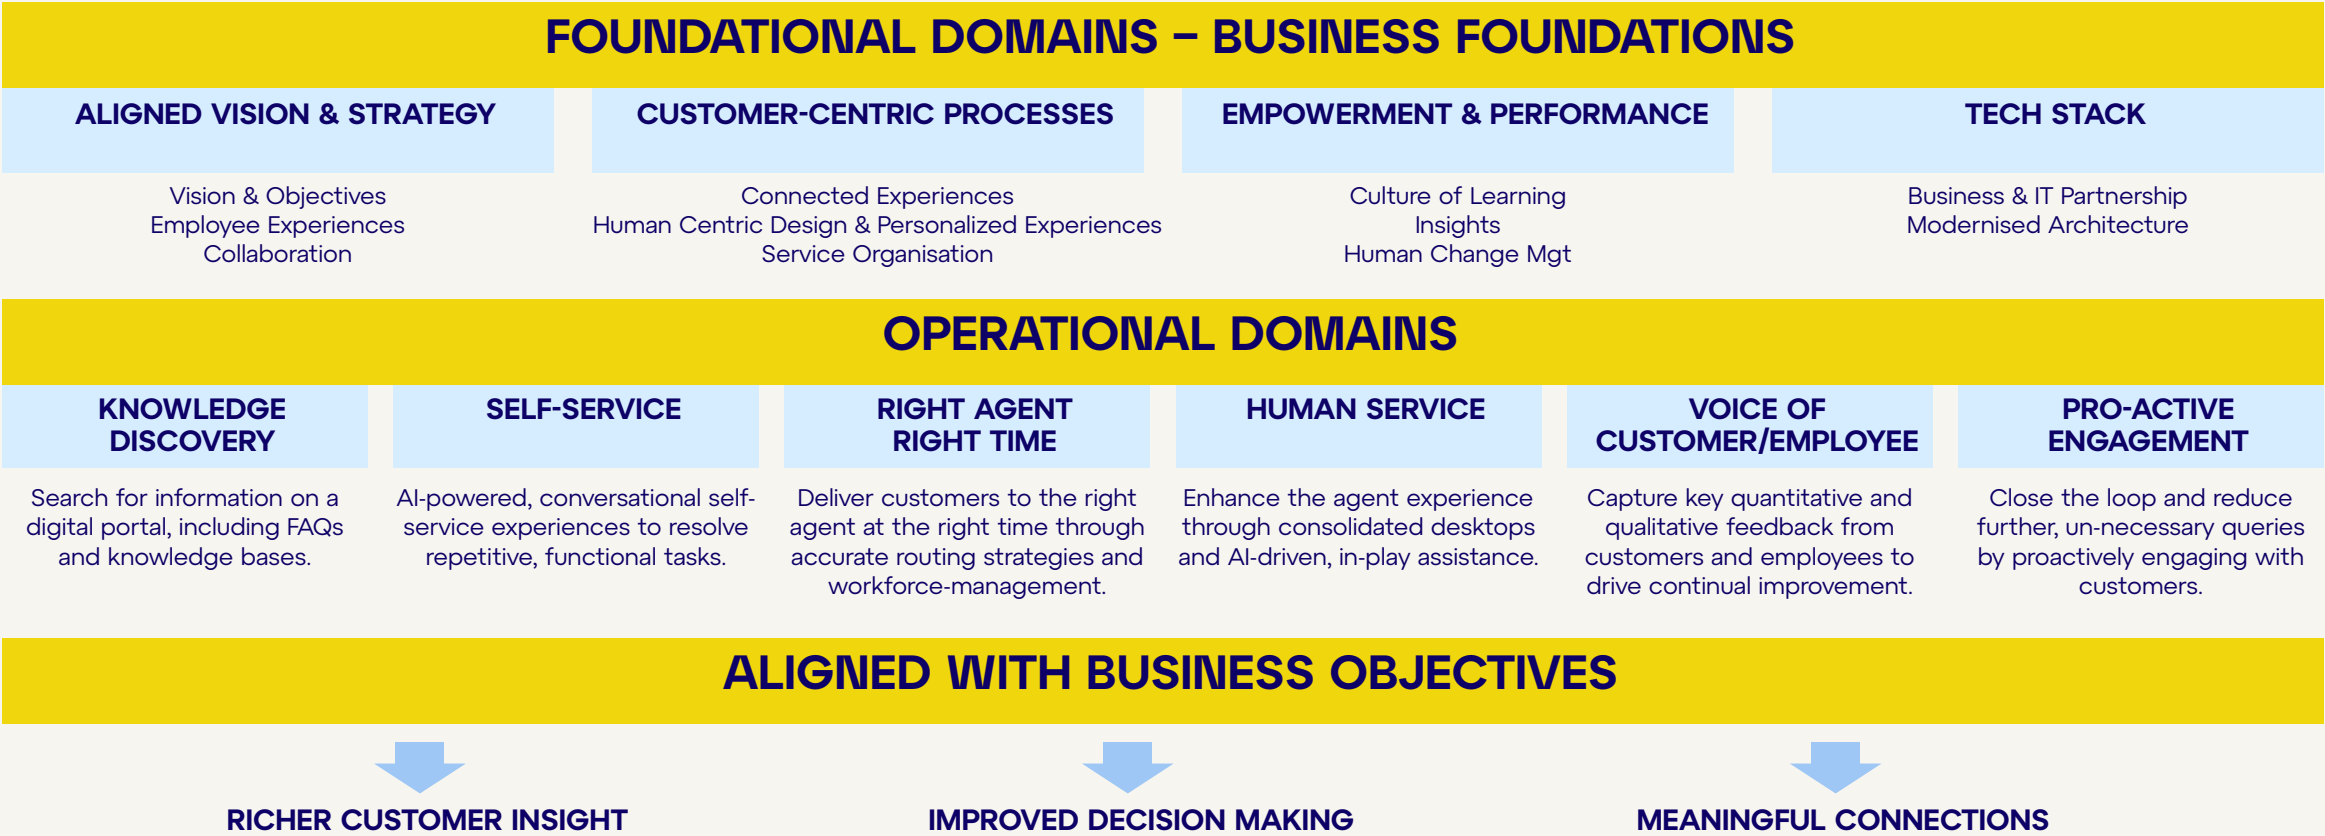 FOUNDATIONAL DOMAINS – BUSINESS FOUNDATIONS
ALIGNED VISION & STRATEGY
Vision & Objectives
Employee Experiences
Collaboration
CUSTOMER-CENTRIC PROCESSES
Connected Experiences
Human Centric Design & Personalized Experiences
Service Organisation
EMPOWERMENT & PERFORMANCE
Culture of Learning
Insights
Human Change Mgt
TECH STACK
Business & IT Partnership
Modernised Architecture
OPERATIONAL DOMAINS
KNOWLEDGE
DISCOVERY
Search for information on a
digital portal, including FAQs
and knowledge bases.
SELF-SERVICE
AI-powered, conversational self-
service experiences to resolve
repetitive, functional tasks.
RIGHT AGENT
RIGHT TIME
Deliver customers to the right
agent at the right time through
accurate routing strategies and
workforce-management.
HUMAN SERVICE
Enhance the agent experience
through consolidated desktops
and AI-driven, in-play assistance.
VOICE OF
CUSTOMER/EMPLOYEE
Capture key quantitative and
qualitative feedback from
customers and employees to
drive continual improvement.
PRO-ACTIVE
ENGAGEMENT
Close the loop and reduce
further, un-necessary queries
by proactively engaging with
customers.
ALIGNED WITH BUSINESS OBJECTIVES
RICHER CUSTOMER INSIGHT
IMPROVED DECISION MAKING
MEANINGFUL CONNECTIONS